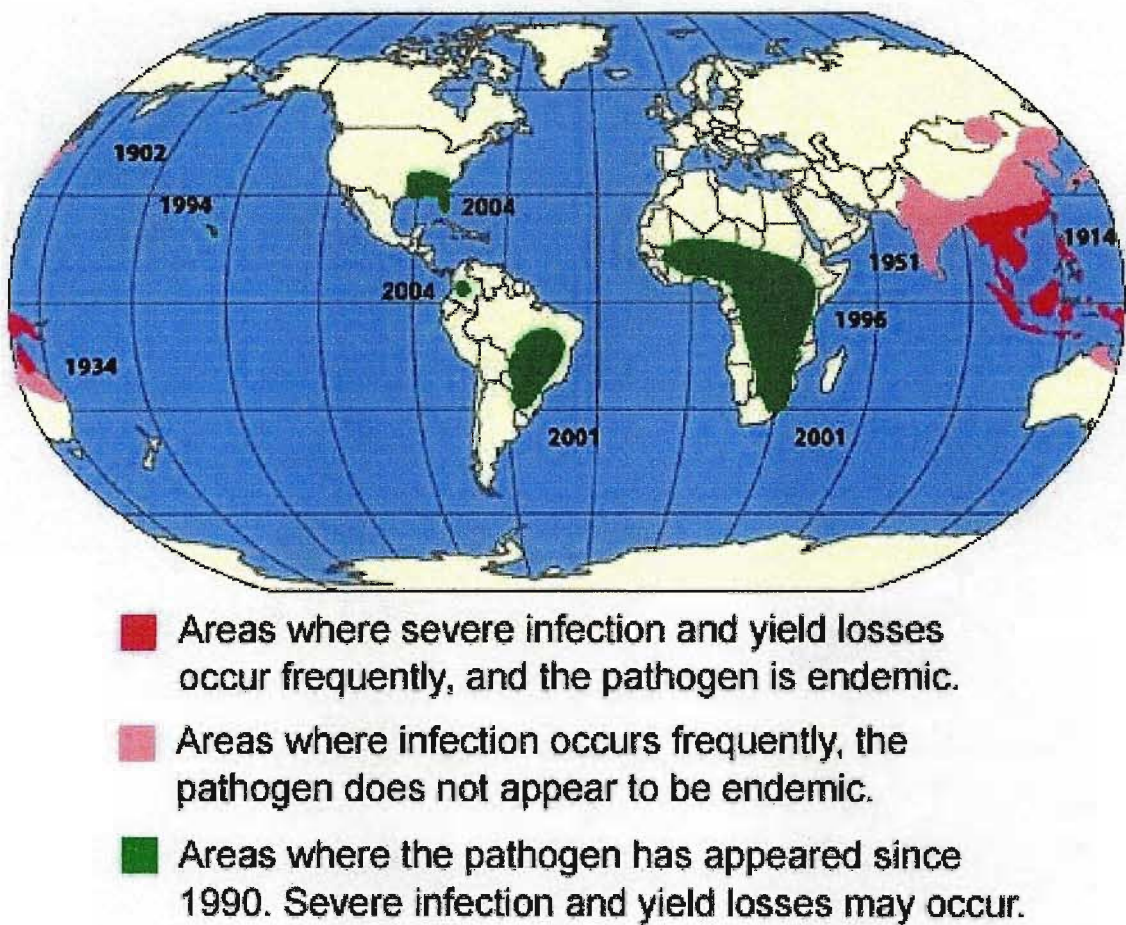 1902
1994
2004
1914
1951
2004
1996
1934
2001
2001
Areas where severe infection and yield losses
occur frequently, and the pathogen is endemic.
Areas where infection occurs frequently, the
pathogen does not appear to be endemic.
Areas where the pathogen has appeared since
1990. Severe infection and yield losses may occur.